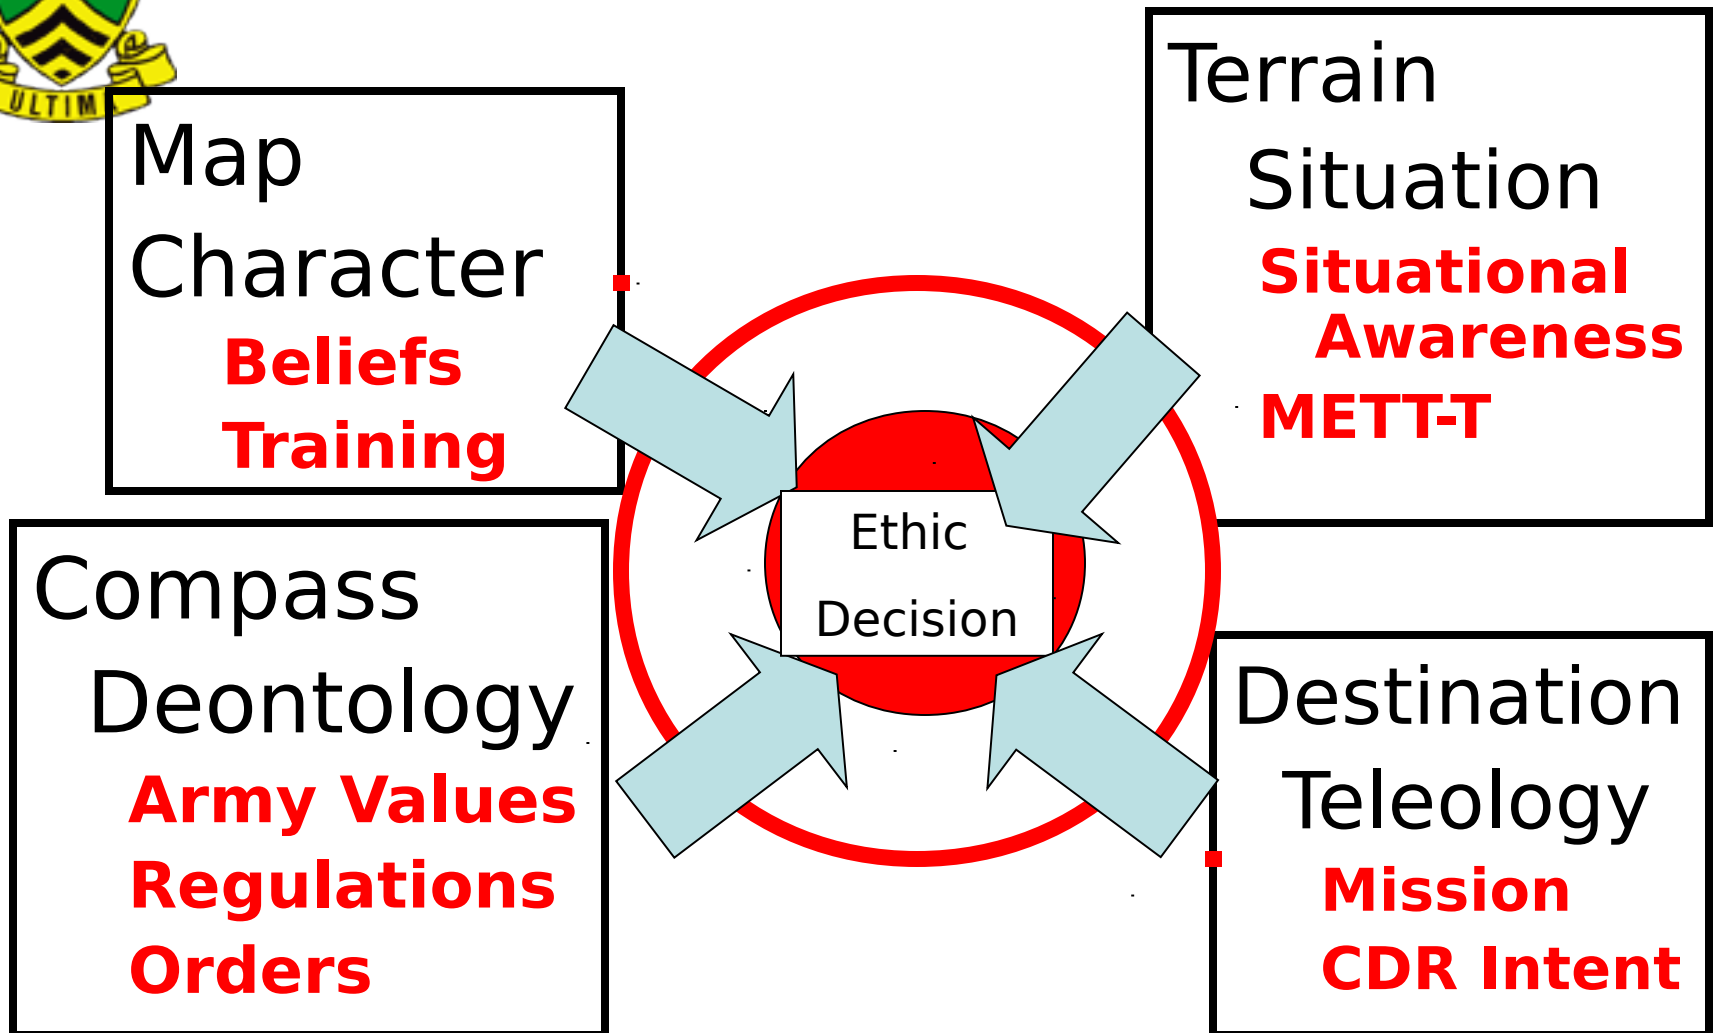 ULTIMA
Map
Character
Beliefs
Training
Terrain
Situation
Situational
Awareness
METT-T
Ethic
Decision
Compass
Deontology
Army Values
Regulations
Orders
Destination
Teleology
Mission
CDR Intent